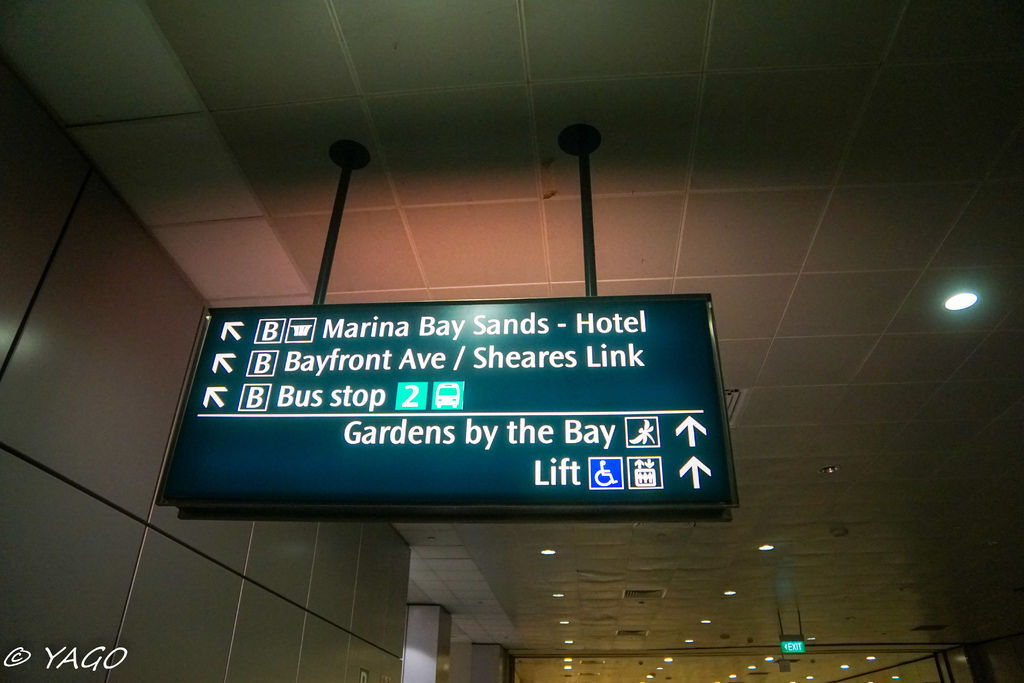 B Marina Bay Sands - Hotel
B Bayfront Ave / Sheares Link
B Bus stop 2
Gardens by the Bay
Lift
EXIT
© YAGO